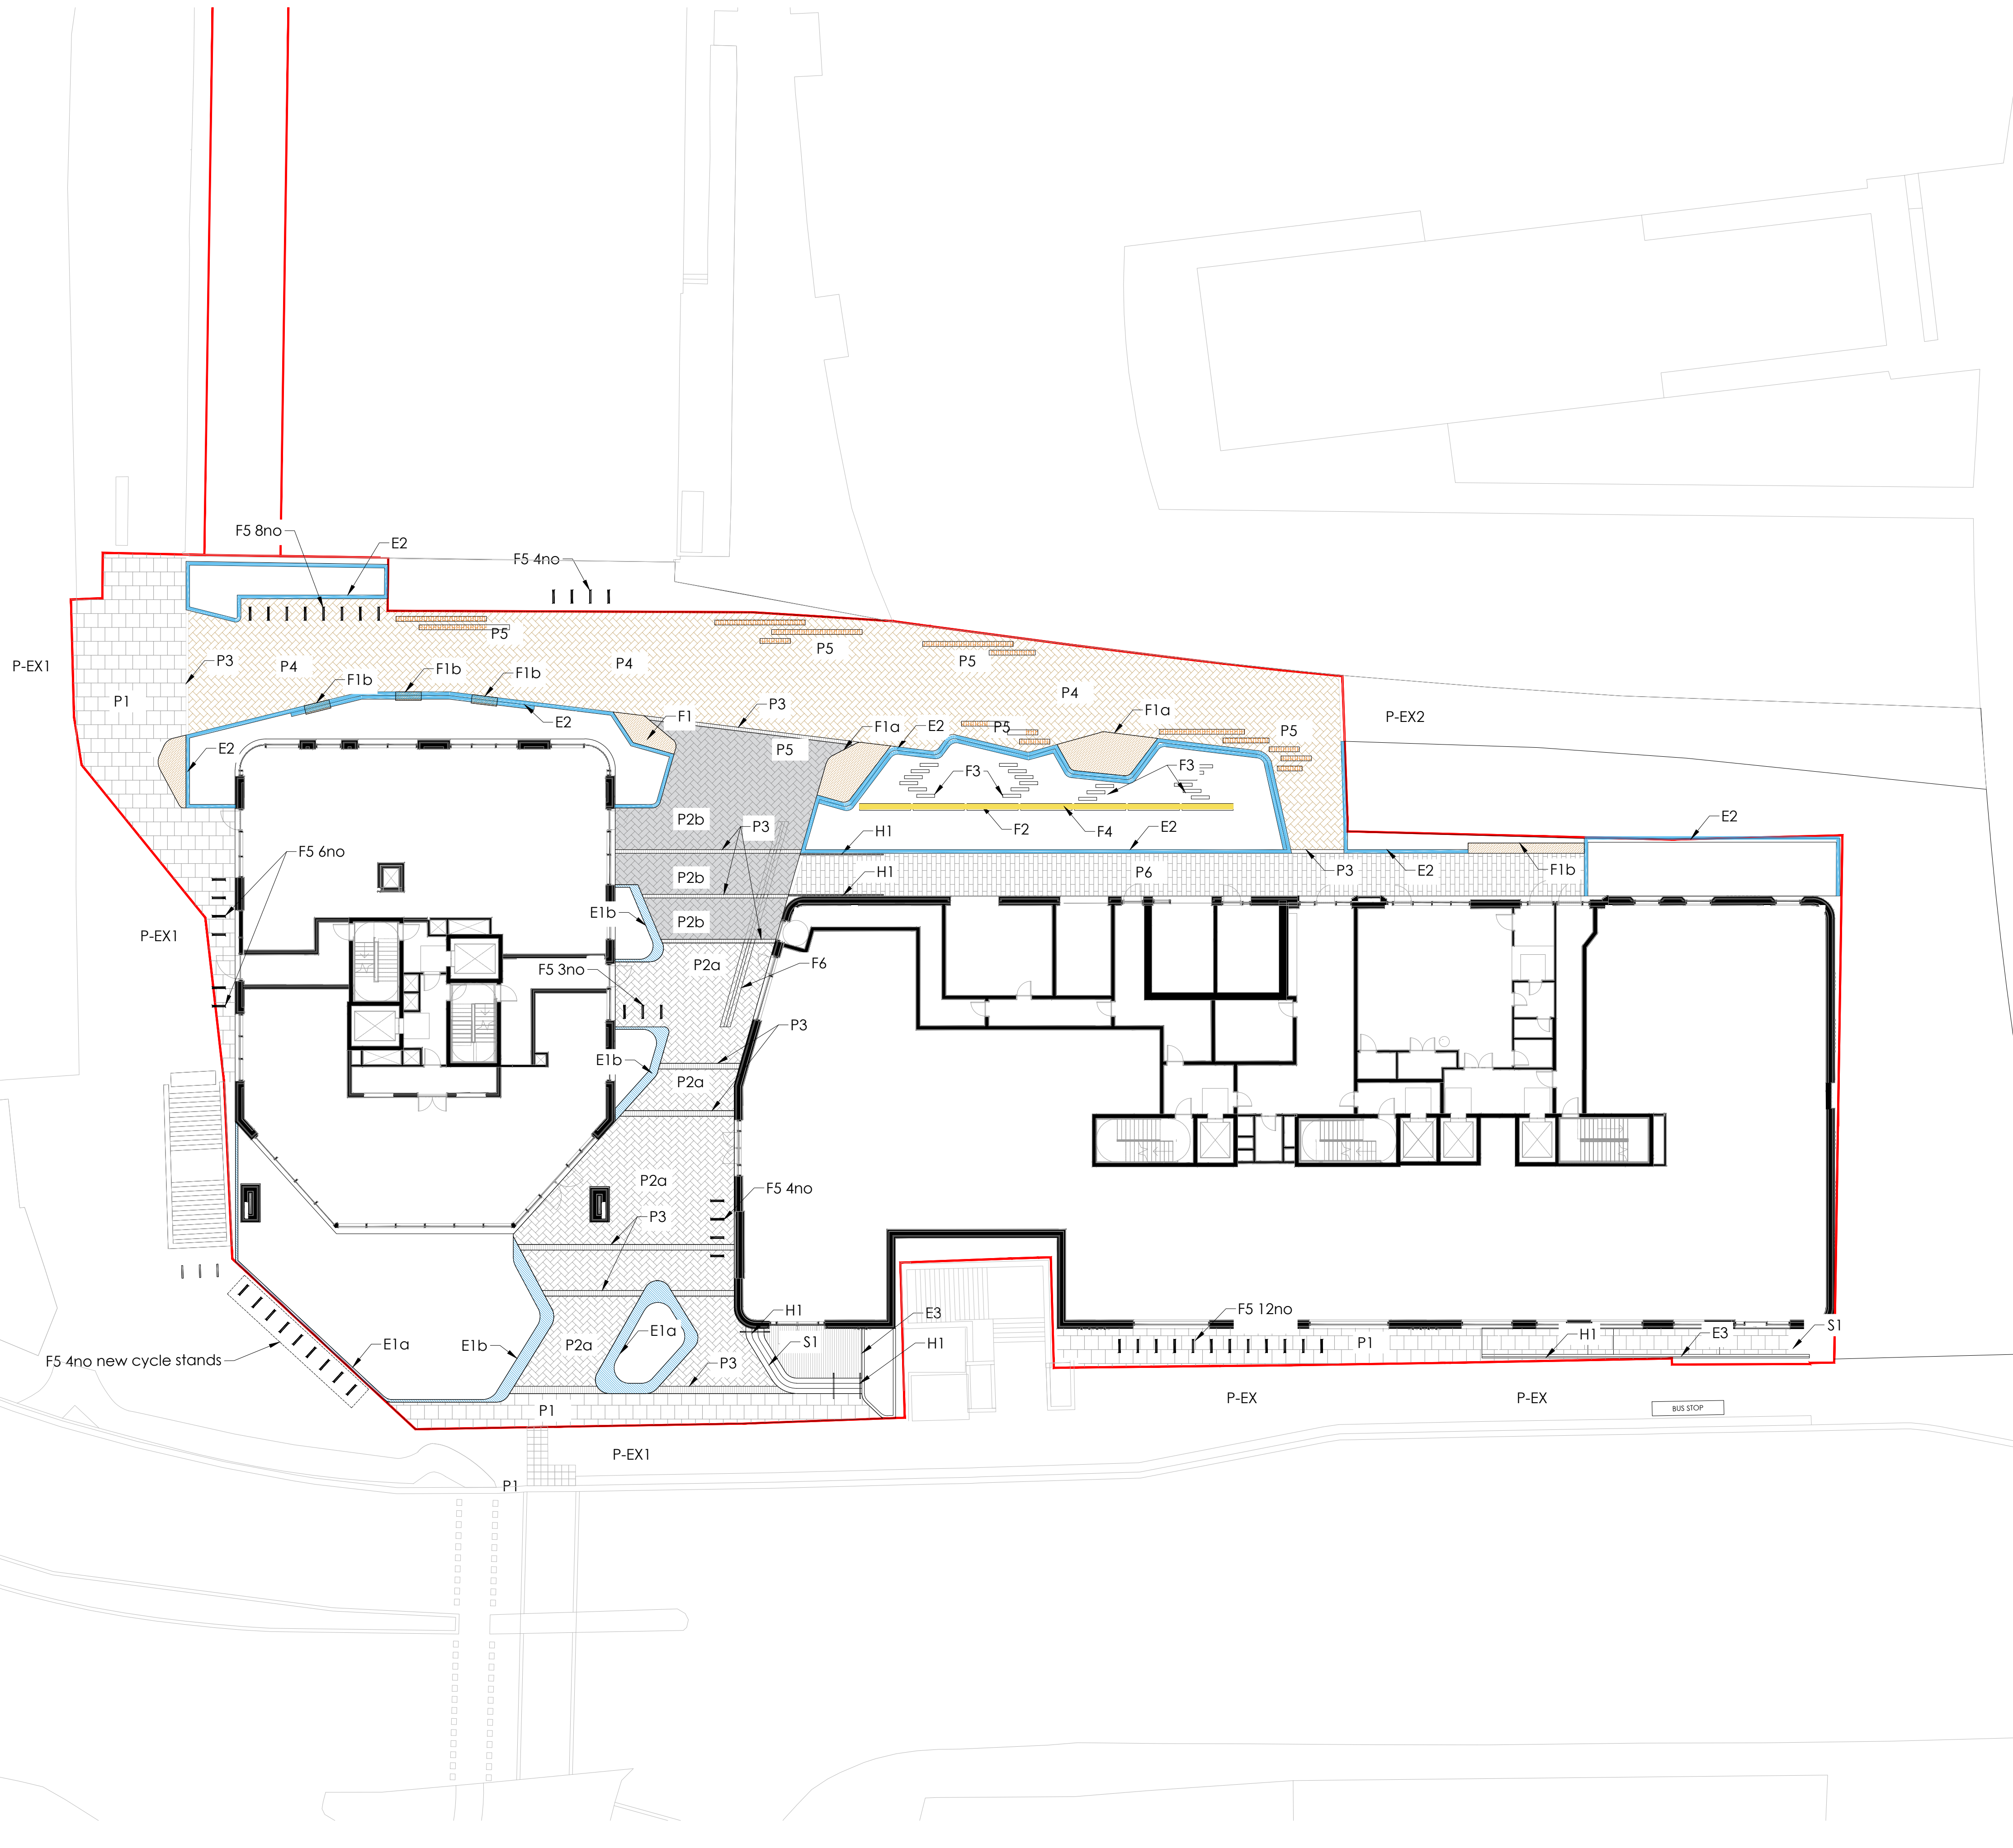 F5 8no
E2
F5 4no
P5
P-EX1
P3
P4
F1b
F1b
F1b
P4
P5
P5
P4
P1
E2
F1
P3
F1a
E2
F1a
P5
P5
P5
P-EX2
E2
F3
F3
P2b
P3
H1
F2
F4
E2
E2
F5 6no
P2b
H1
P6
P3
E2
F1b
E1b
P2b
P-EX1
F5 3no
P2a
F6
P3
E1b
P2a
P2a
F5 4no
P3
H1
E3
F5 12no
S1
E1a
E1b
P2a
E1a
S1
H1
P1
H1
E3
F5 4no new cycle stands
P3
P1
P-EX
P-EX
BUS STOP
P-EX1
P1